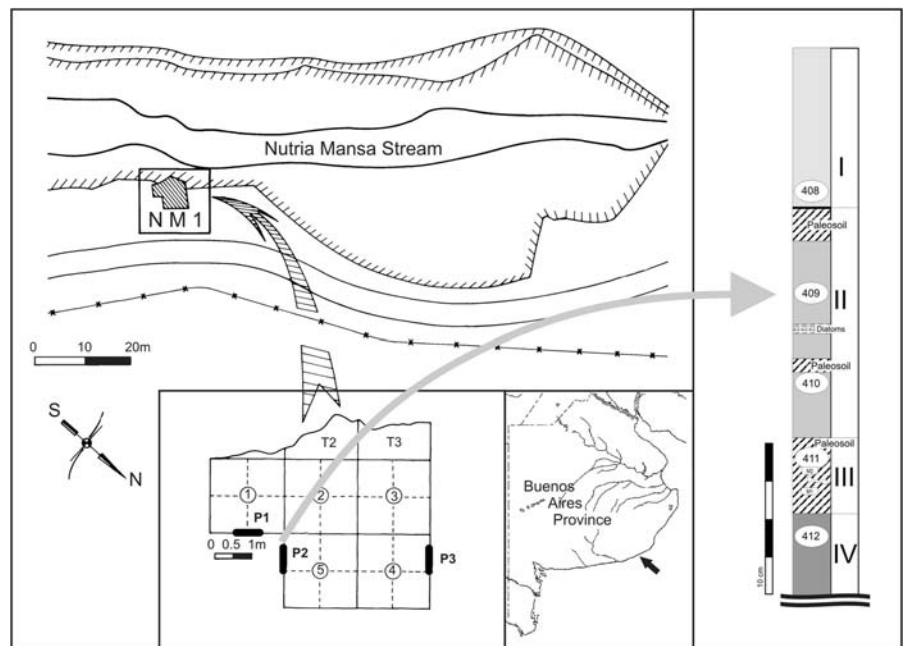 Nutria Mansa Stream
N M 1
0 10 20m
S
N
T2 T3
1 2 3
P1
0 0.5 1m
P2
P3
5 4
Buenos
Aires
Province
I
408
Paleosoil
409
II
Diatoms
Paleosoil
410
Paleosoil
411
III
412
IV
10 cm